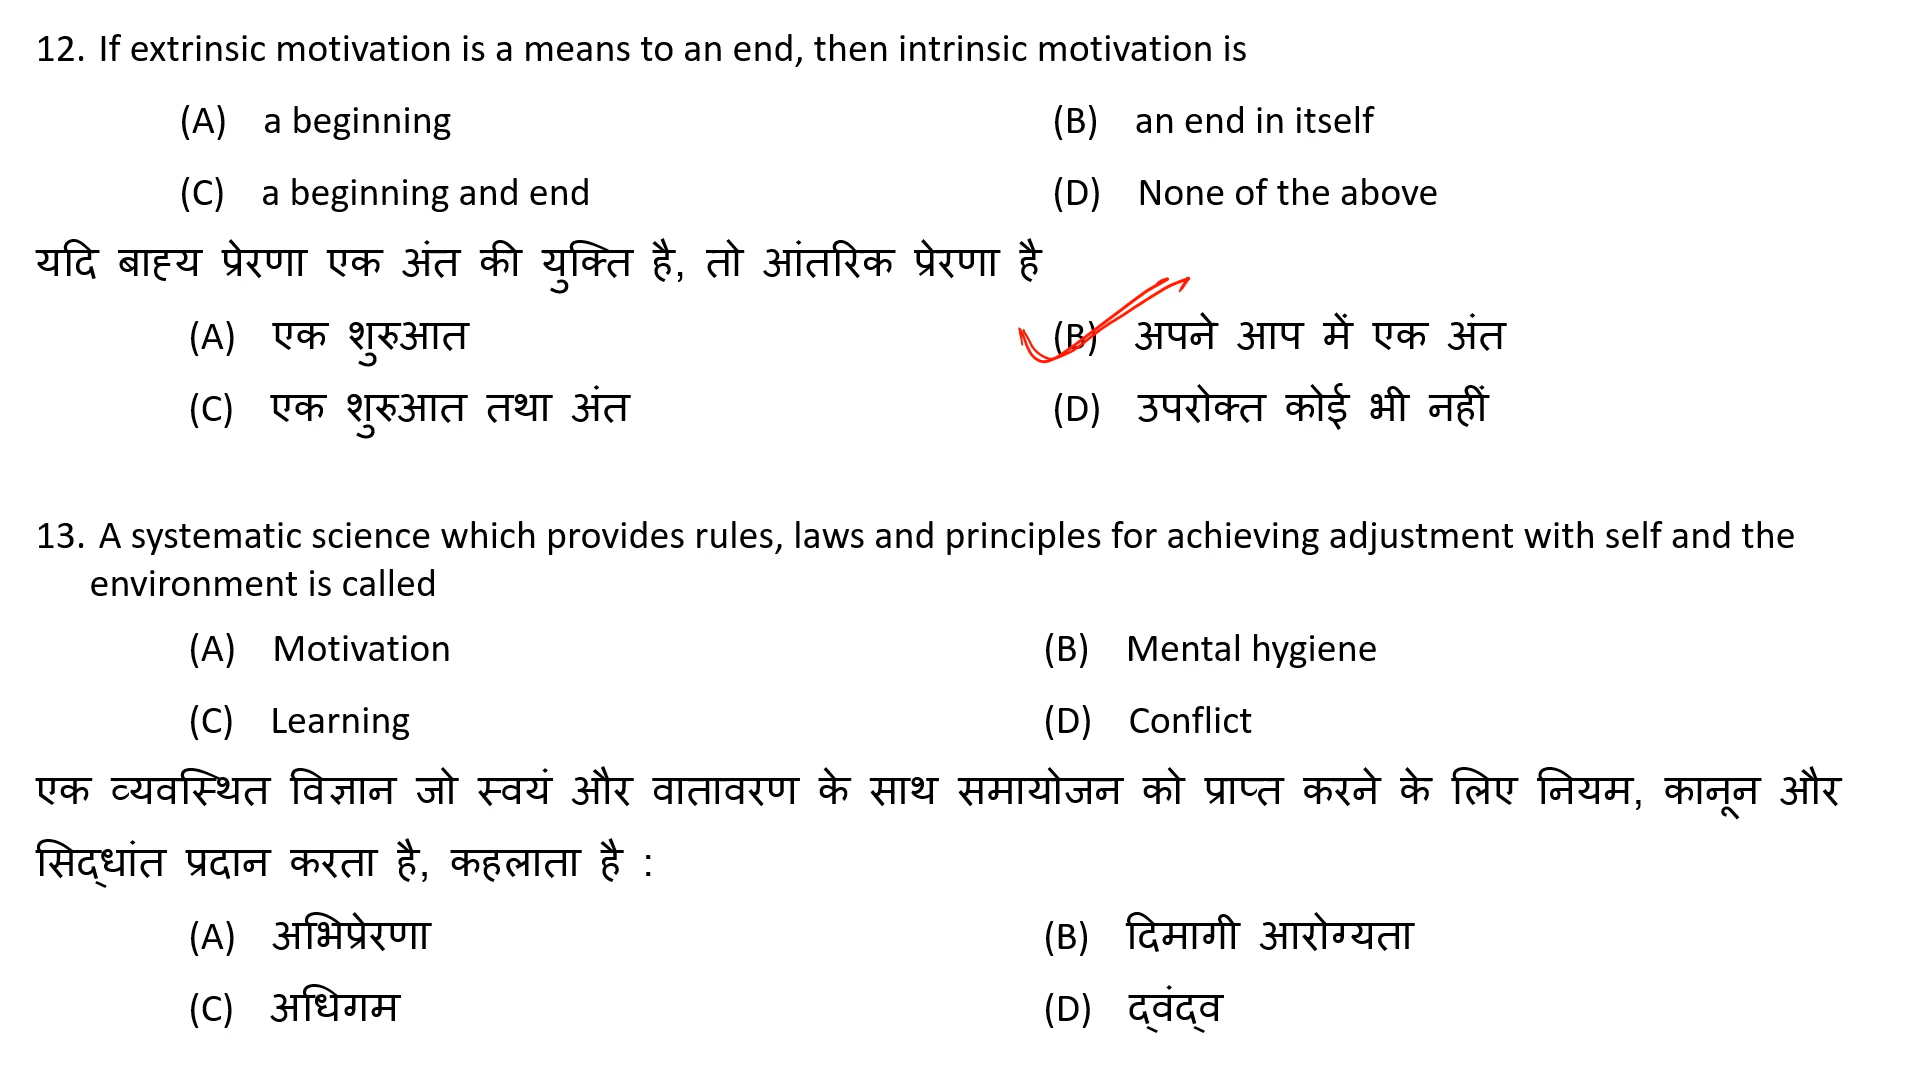 12. If extrinsic motivation is a means to an end, then intrinsic motivation is
(A) a beginning (B) an end in itself
(C) a beginning and end (D) None of the above
यदि बाह्य प्रेरणा एक अंत की युक्ति है, तो आंतरिक प्रेरणा है
(A) एक शुरुआत (B) अपने आप में एक अंत
(C) एक शुरुआत तथा अंत (D) उपरोक्त कोई भी नहीं
13. A systematic science which provides rules, laws and principles for achieving adjustment with self and the
environment is called
(A) Motivation (B) Mental hygiene
(C) Learning (D) Conflict
एक व्यवस्थित विज्ञान जो स्वयं और वातावरण के साथ समायोजन को प्राप्त करने के लिए नियम, कानून और
सिद्धांत प्रदान करता है, कहलाता है :
(A) अभिप्रेरणा (B) दिमागी आरोग्यता
(C) अधिगम (D) द्वंद्व